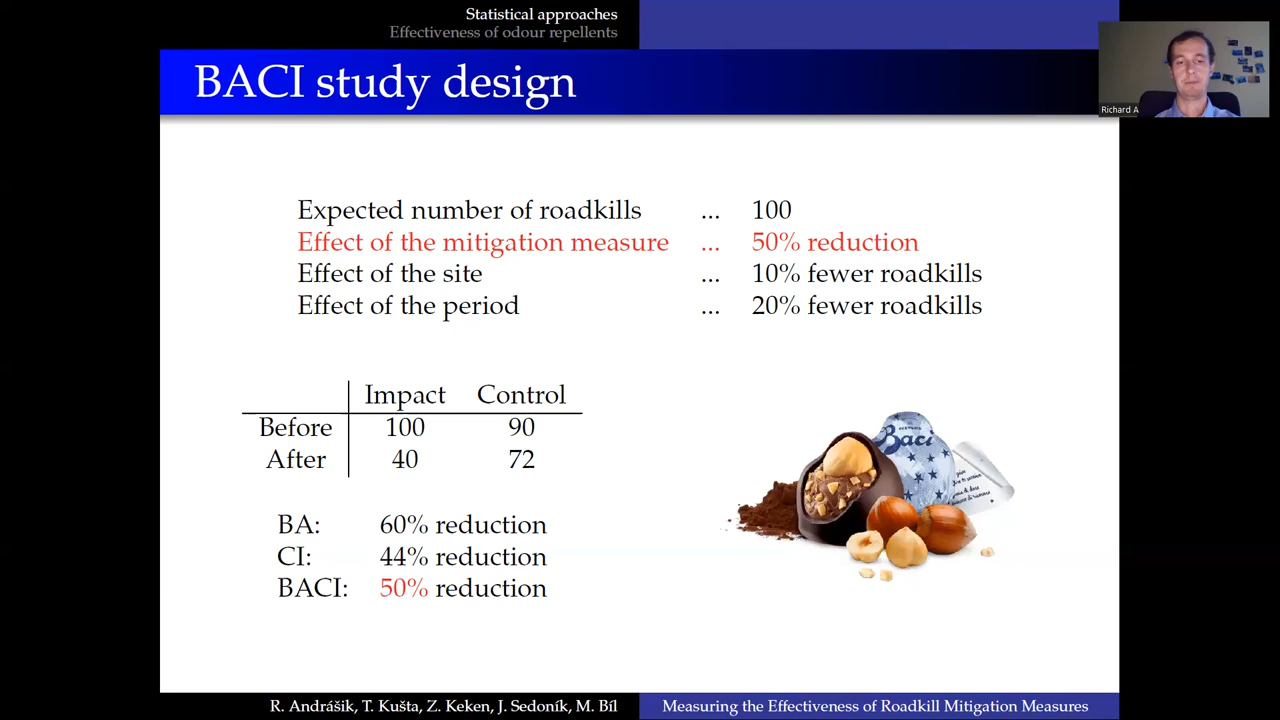 Statistical approaches
Effectiveness of odour repellents
BACI study design
Richard A
Expected number of roadkills ... 100
Effect of the mitigation measure ... 50% reduction
Effect of the site ... 10% fewer roadkills
Effect of the period ... 20% fewer roadkills
Impact Control
Before 100 90
After 40 72
BA: 60% reduction
CI: 44% reduction
BACI: 50% reduction
Baci
R. Andrášik, T. Kušta, Z. Keken, J. Sedoník, M. Bíl
Measuring the Effectiveness of Roadkill Mitigation Measures